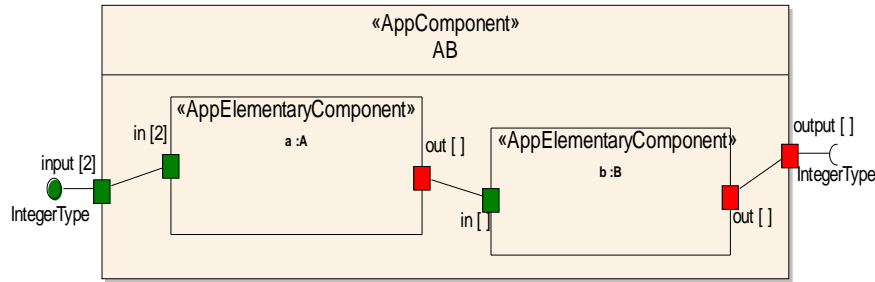 «AppComponent»
AB
«AppElementaryComponent»
a :A
in [2]
out [ ]
input [2]
IntegerType
«AppElementaryComponent»
b :B
in [ ]
out [ ]
output [ ]
IntegerType